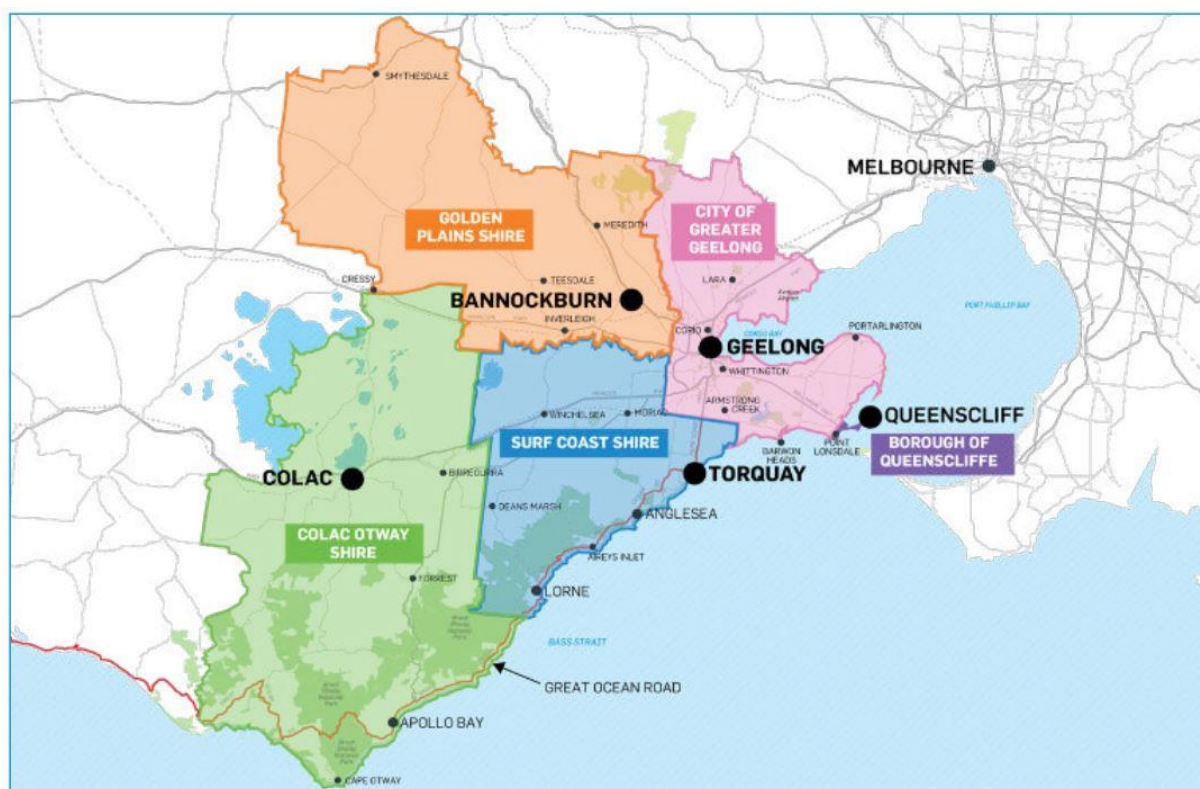 SMYTHESDALE
MELBOURNE
GOLDEN
PLAINS SHIRE
CITY OF
GREATER
GEELONG
MEREDITH
CRESSY
TEESDALE
LARA
BANNOCKBURN
INVERLEIGH
PORT PHILLIP BAY
CORIO
CORIO BAY
PORTARLINGTON
GEELONG
WHITTINGTON
ARMSTRONG
CREEK
WINCHELSEA
MORIAC
QUEENSCLIFF
SURF COAST SHIRE
BARWON
HEADS
POINT
LONSDALE
BOROUGH OF
QUEENSCLIFFE
COLAC
BIRREGURRA
TORQUAY
DEANS MARSH
ANGLESEA
COLAC OTWAY
SHIRE
AIREYS INLET
FORREST
LORNE
BASS STRAIT
GREAT OCEAN ROAD
APOLLO BAY
CAPE OTWAY